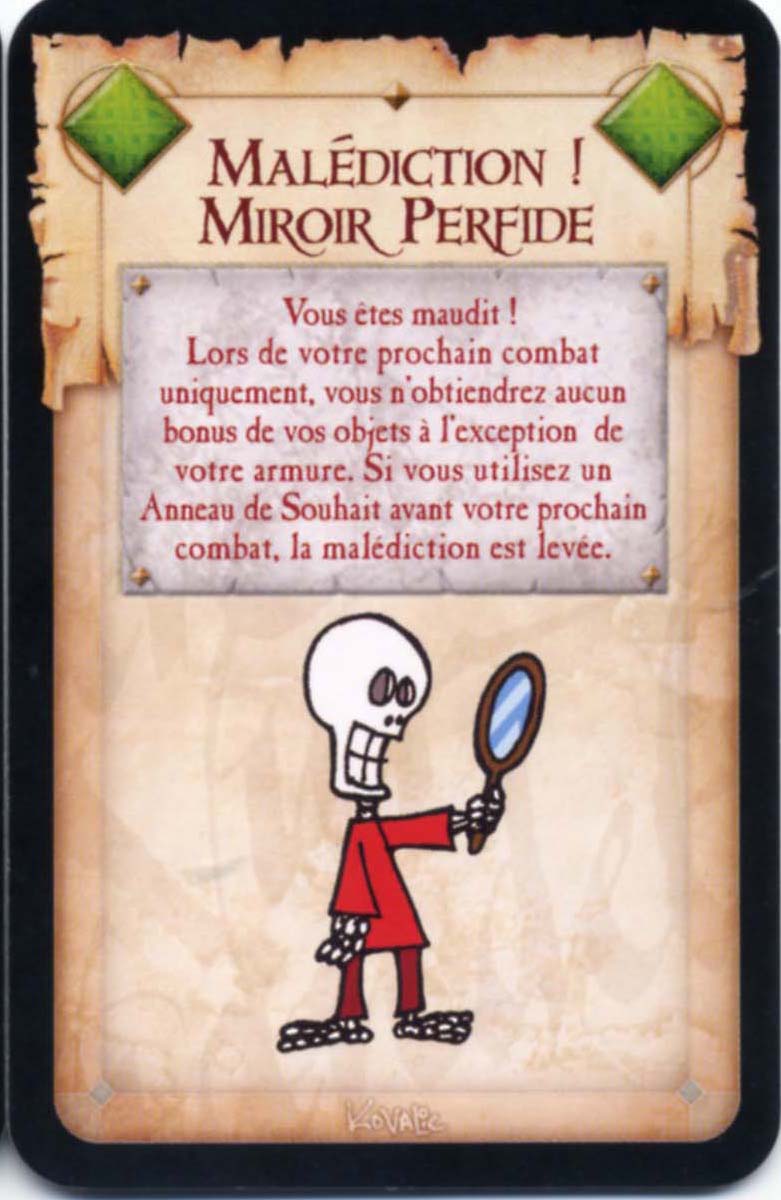 Malédiction !
Miroir Perfide
Vous êtes maudit !
Lors de votre prochain combat
uniquement, vous n'obtiendrez aucun
bonus de vos objets à l'exception de
votre armure. Si vous utilisez un
Anneau de Souhait avant votre prochain
combat, la malédiction est levée.
Kovalic